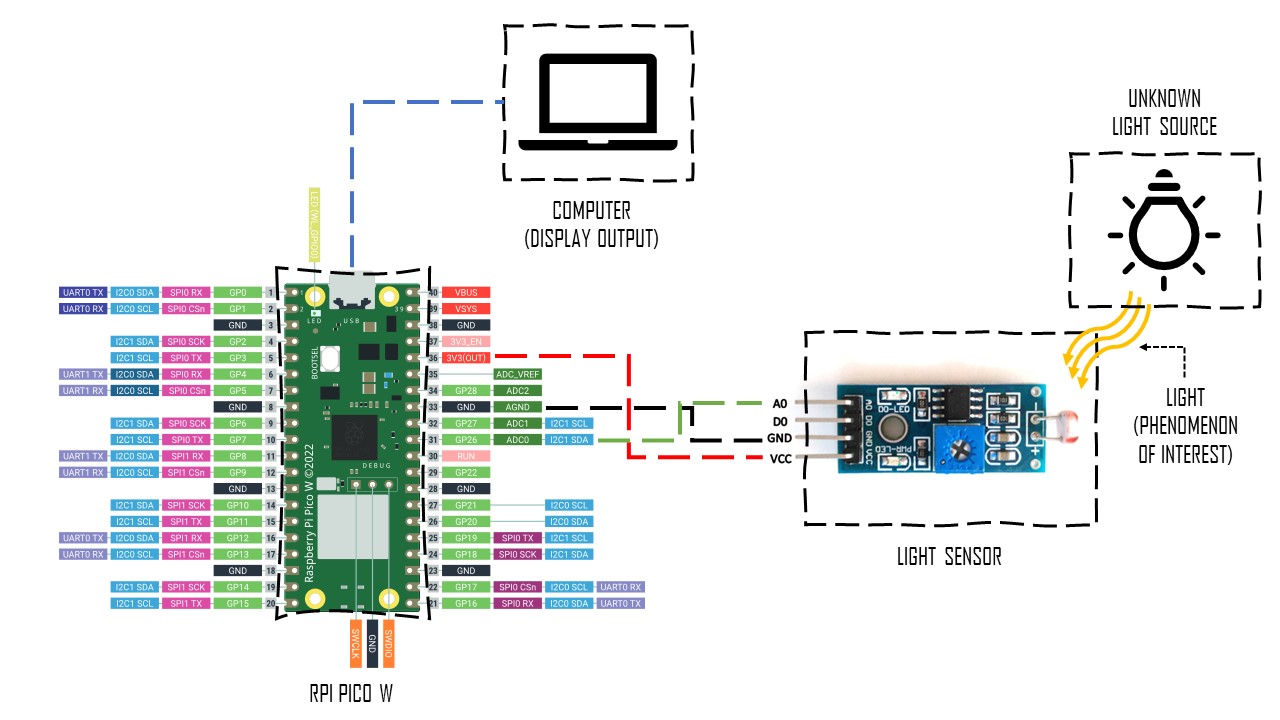 COMPUTER
(DISPLAY OUTPUT)
UNKNOWN
LIGHT SOURCE
LIGHT
(PHENOMENON
OF INTEREST)
LIGHT SENSOR
A0
D0
GND
VCC
AO DO GND VCC
DO-LED
PWR-LED
LED (WL_GPIO0)
UART0 TX I2C0 SDA SPI0 RX GP0 1
UART0 RX I2C0 SCL SPI0 CSn GP1 2
GND 3
I2C1 SDA SPI0 SCK GP2 4
I2C1 SCL SPI0 TX GP3 5
UART1 TX I2C0 SDA SPI0 RX GP4 6
UART1 RX I2C0 SCL SPI0 CSn GP5 7
GND 8
I2C1 SDA SPI0 SCK GP6 9
I2C1 SCL SPI0 TX GP7 10
UART1 TX I2C0 SDA SPI1 RX GP8 11
UART1 RX I2C0 SCL SPI1 CSn GP9 12
GND 13
I2C1 SDA SPI1 SCK GP10 14
I2C1 SCL SPI1 TX GP11 15
UART0 TX I2C0 SDA SPI1 RX GP12 16
UART0 RX I2C0 SCL SPI1 CSn GP13 17
GND 18
I2C1 SDA SPI1 SCK GP14 19
I2C1 SCL SPI1 TX GP15 20
1
2
39
LED
USB
BOOTSEL
DEBUG
Raspberry Pi Pico W ©2022
40 VBUS
39 VSYS
38 GND
37 3V3_EN
36 3V3(OUT)
35 ADC_VREF
34 GP28 ADC2
33 GND AGND
32 GP27 ADC1 I2C1 SCL
31 GP26 ADC0 I2C1 SDA
30 RUN
29 GP22
28 GND
27 GP21 I2C0 SCL
26 GP20 I2C0 SDA
25 GP19 SPI0 TX I2C1 SCL
24 GP18 SPI0 SCK I2C1 SDA
23 GND
22 GP17 SPI0 CSn I2C0 SCL UART0 RX
21 GP16 SPI0 RX I2C0 SDA UART0 TX
SWCLK
GND
SWDIO
RPI PICO W